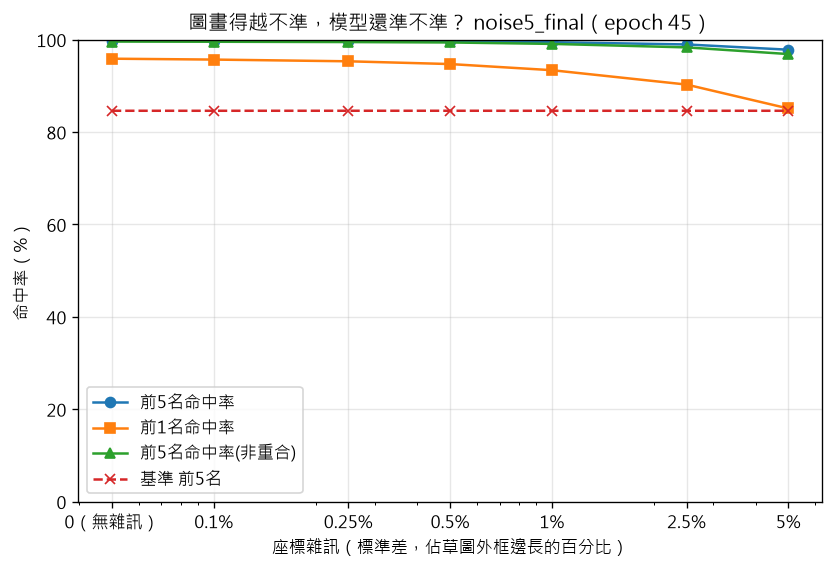 圖畫得越不準，模型還準不準？ noise5_final（epoch 45）
命中率（%）
100
80
60
40
20
0
前5名命中率
前1名命中率
前5名命中率(非重合)
基準 前5名
0（無雜訊）
0.1%
0.25%
0.5%
1%
2.5%
5%
座標雜訊（標準差，佔草圖外框邊長的百分比）